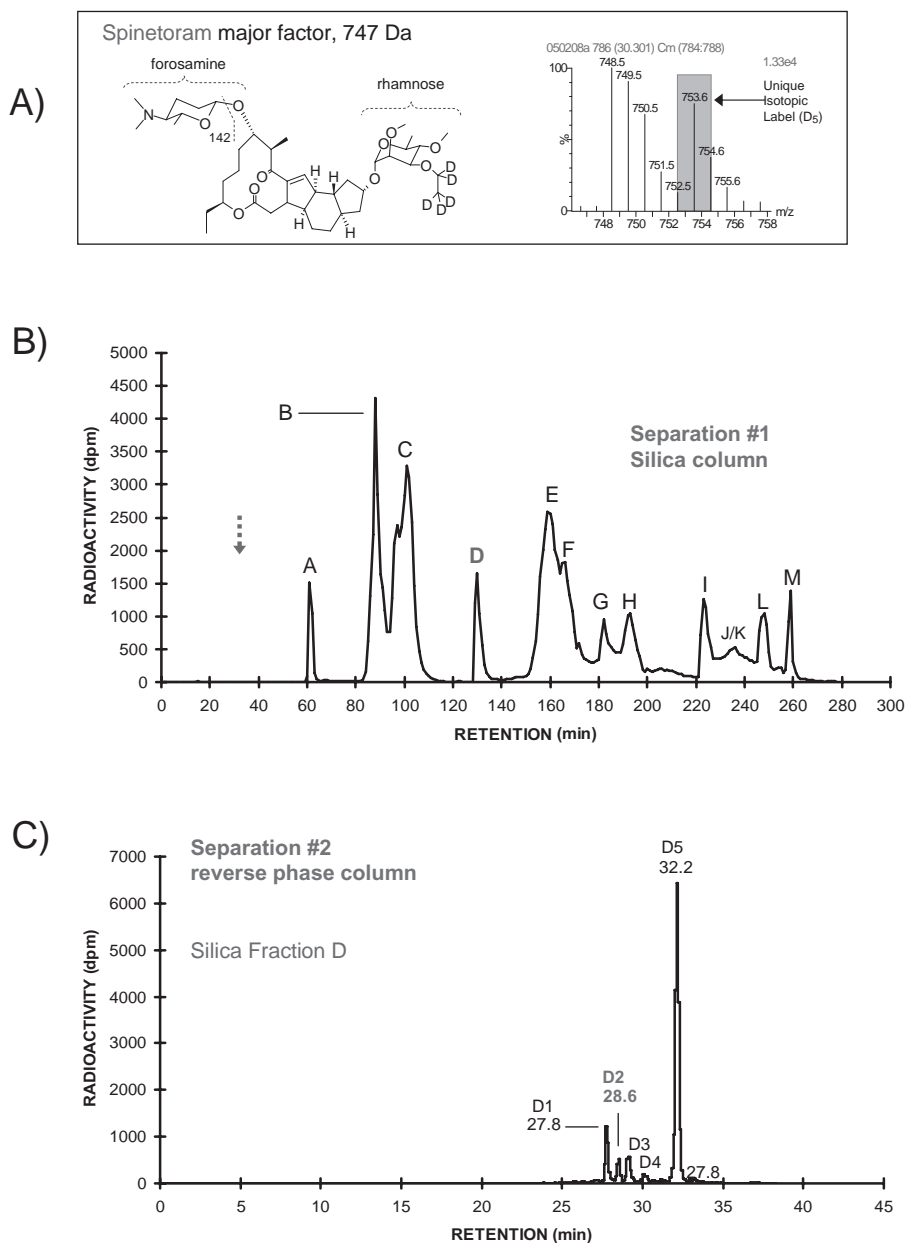 A)
Spinetoram major factor, 747 Da
forosamine
rhamnose
N
O
O
142
O
O
O
H
H
H
H
O
O
O
O
O
D
D
D
D
D
050208a 786 (30.301) Cm (784:788)
1.33e4
100
%
0
748.5
749.5
750.5
751.5
752.5
753.6
754.6
755.6
Unique
Isotopic
Label (D5)
748 750 752 754 756 758
m/z
B)
RADIOACTIVITY (dpm)
5000
4500
4000
3500
3000
2500
2000
1500
1000
500
0
Separation #1
Silica column
A
B
C
D
E
F
G
H
I
J/K
L
M
0 20 40 60 80 100 120 140 160 180 200 220 240 260 280 300
RETENTION (min)
C)
RADIOACTIVITY (dpm)
7000
6000
5000
4000
3000
2000
1000
0
Separation #2
reverse phase column
Silica Fraction D
D1
27.8
D2
28.6
D3
D4
D5
32.2
27.8
0 5 10 15 20 25 30 35 40 45
RETENTION (min)